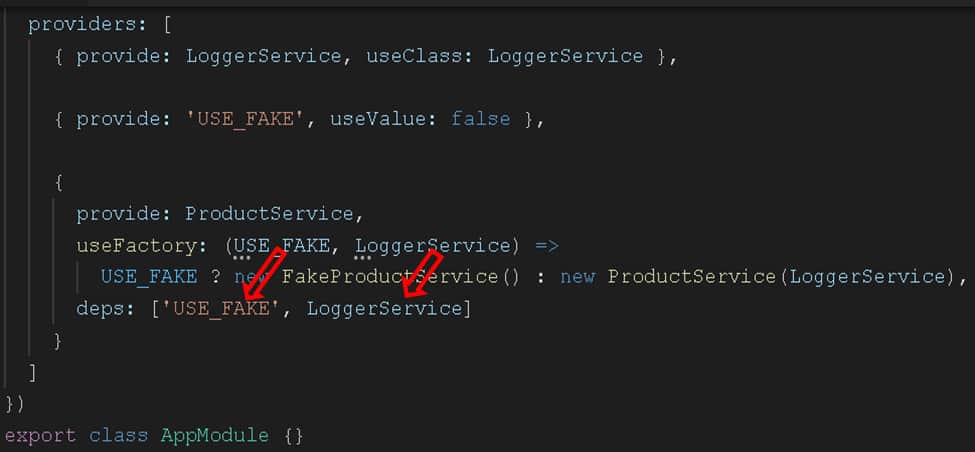 providers: [
{ provide: LoggerService, useClass: LoggerService },
{ provide: 'USE_FAKE', useValue: false },
{
provide: ProductService,
useFactory: (USE_FAKE, LoggerService) =>
USE_FAKE ? new FakeProductService() : new ProductService(LoggerService),
deps: ['USE_FAKE', LoggerService]
}
]
})
export class AppModule {}